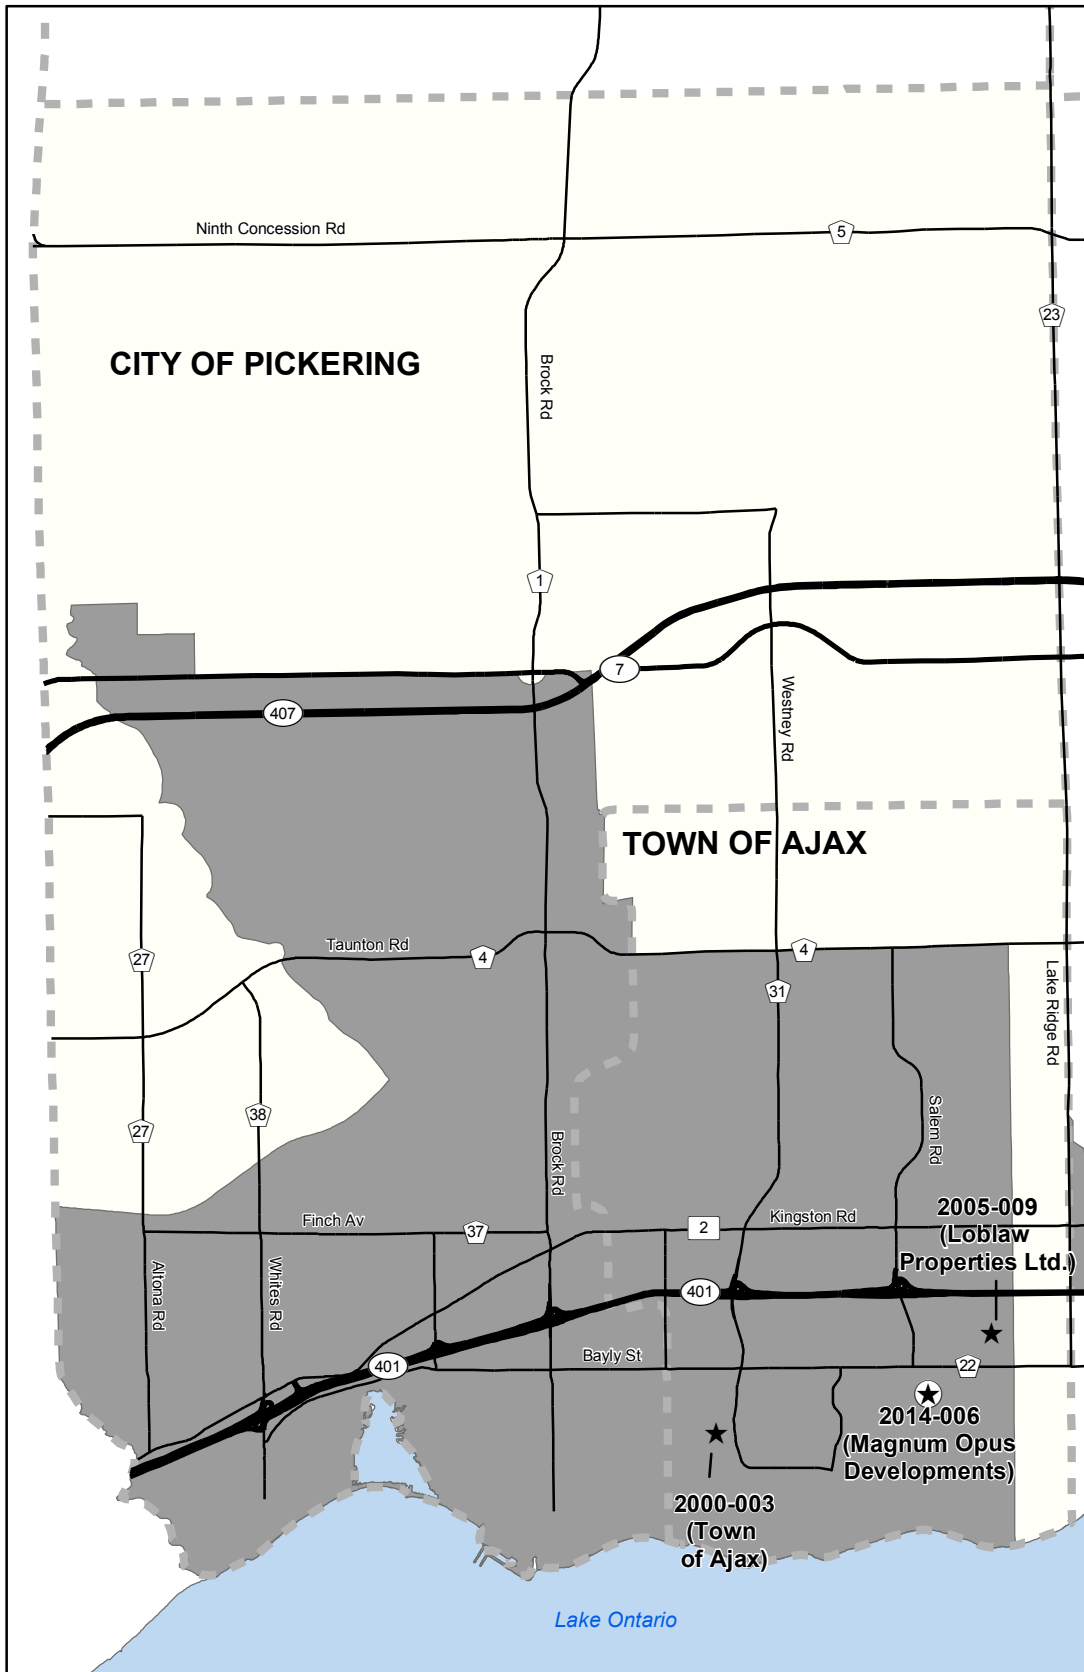 Ninth Concession Rd
5
23
CITY OF PICKERING
Brock Rd
1
7
407
Westney Rd
TOWN OF AJAX
Taunton Rd
4
4
27
31
Lake Ridge Rd
27
38
Salem Rd
Brock Rd
2005-009
(Loblaw
Properties Ltd.)
Finch Av
37
2
Kingston Rd
Altona Rd
Whites Rd
401
401
Bayly St
22
2014-006
(Magnum Opus
Developments)
2000-003
(Town
of Ajax)
Lake Ontario